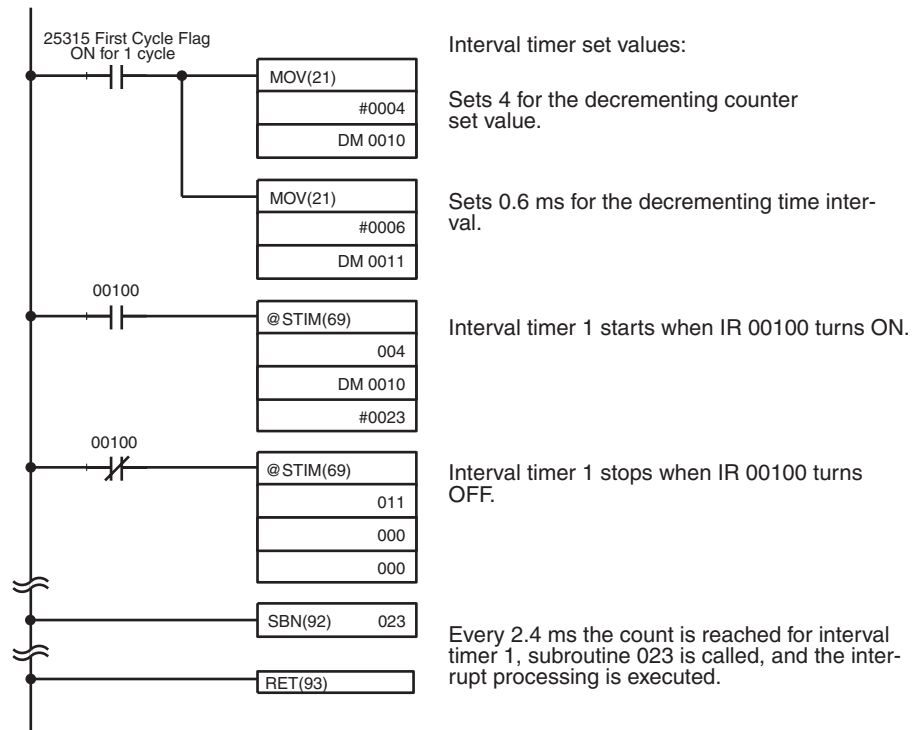 25315 First Cycle Flag
ON for 1 cycle
Interval timer set values:
MOV(21)
#0004
DM 0010
Sets 4 for the decrementing counter
set value.
MOV(21)
#0006
DM 0011
Sets 0.6 ms for the decrementing time inter-
val.
00100
@STIM(69)
004
DM 0010
#0023
Interval timer 1 starts when IR 00100 turns ON.
00100
@STIM(69)
011
000
000
Interval timer 1 stops when IR 00100 turns
OFF.
SBN(92) 023
Every 2.4 ms the count is reached for interval
timer 1, subroutine 023 is called, and the inter-
rupt processing is executed.
RET(93)